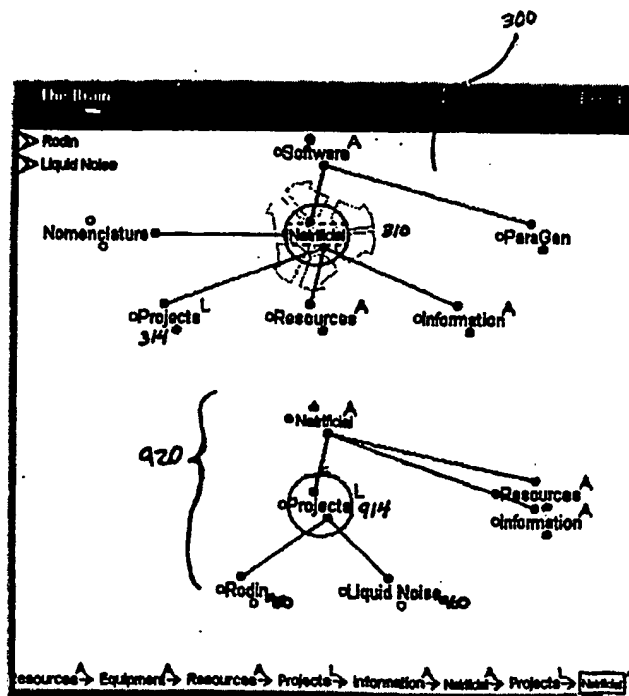 300
The Brain
Rodin
Software A
Liquid Noise
Nomenclature
Natrificial
310
ParaGen
Projects L
Resources A
Information A
314
920
Natrificial A
Projects L
914
Resources A
Information A
Rodin
Liquid Noise 960
esources A Equipment A Resources A Projects L Information A Natrificial A Projects L Natrificial